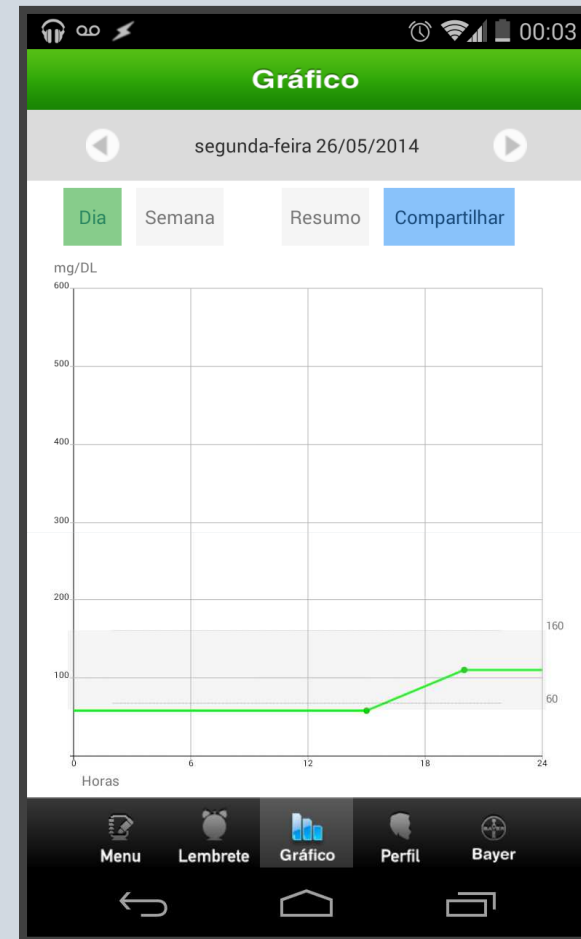 00:03
Gráfico
segunda-feira 26/05/2014
Dia Semana Resumo Compartilhar
mg/DL
600
500
400
300
200
160
100
60
0 6 12 18 24
Horas
Menu Lembrete Gráfico Perfil Bayer